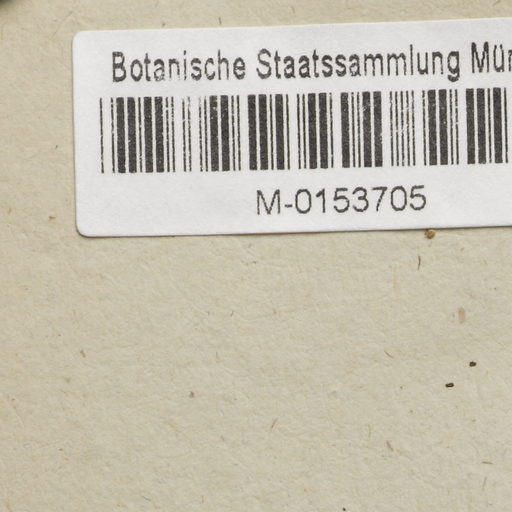 Botanische Staatssammlung Mün
M-0153705